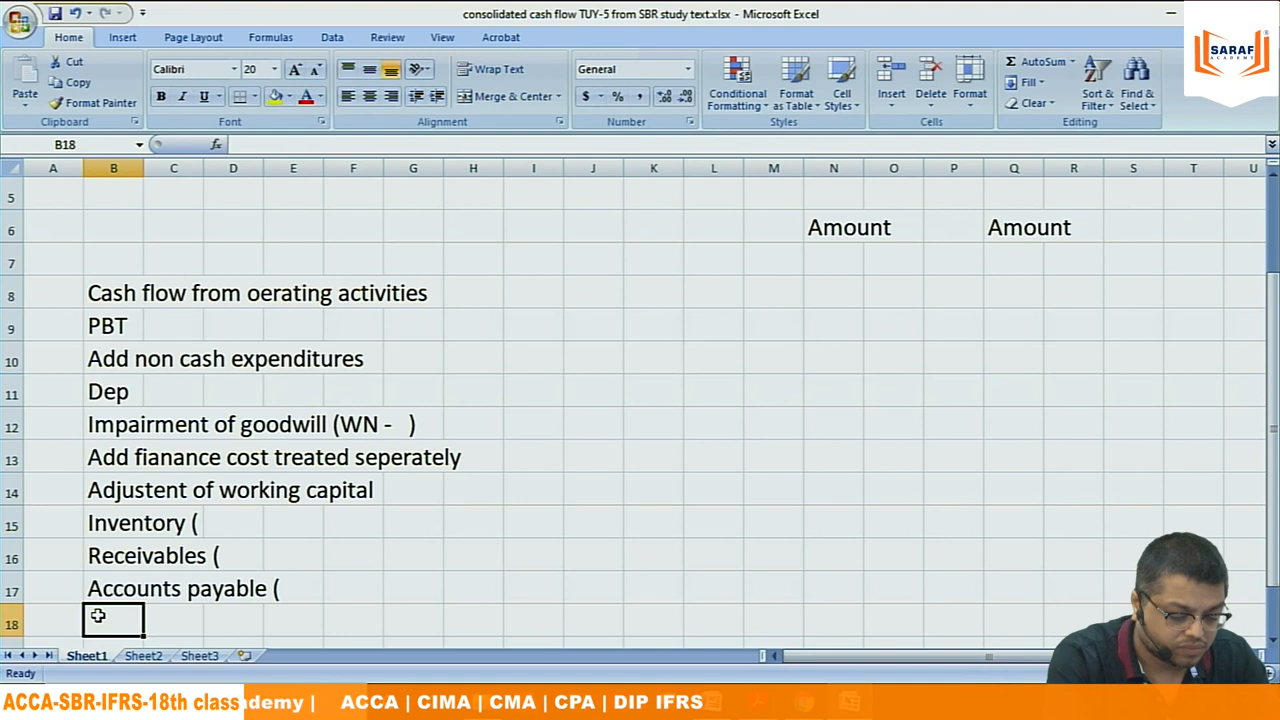 consolidated cash flow TUY-5 from SBR study text.xlsx - Microsoft Excel
Home Insert Page Layout Formulas Data Review View Acrobat
Paste Cut Copy Format Painter Clipboard
Calibri 20 B I U A A A Font
Wrap Text Merge & Center Alignment
General $ % , Number
Conditional Formatting Format as Table Cell Styles Styles
Insert Delete Format Cells
Σ AutoSum Fill Clear Sort & Filter Find & Select Editing
SARAF
ACADEMY
B18 fx
A B C D E F G H I J K L M N O P Q R S T U
5
6 Amount Amount
7
8 Cash flow from oerating activities
9 PBT
10 Add non cash expenditures
11 Dep
12 Impairment of goodwill (WN - )
13 Add fianance cost treated seperately
14 Adjustent of working capital
15 Inventory (
16 Receivables (
17 Accounts payable (
18
Sheet1 Sheet2 Sheet3
Ready
ACCA-SBR-IFRS-18th class demy | ACCA | CIMA | CMA | CPA | DIP IFRS